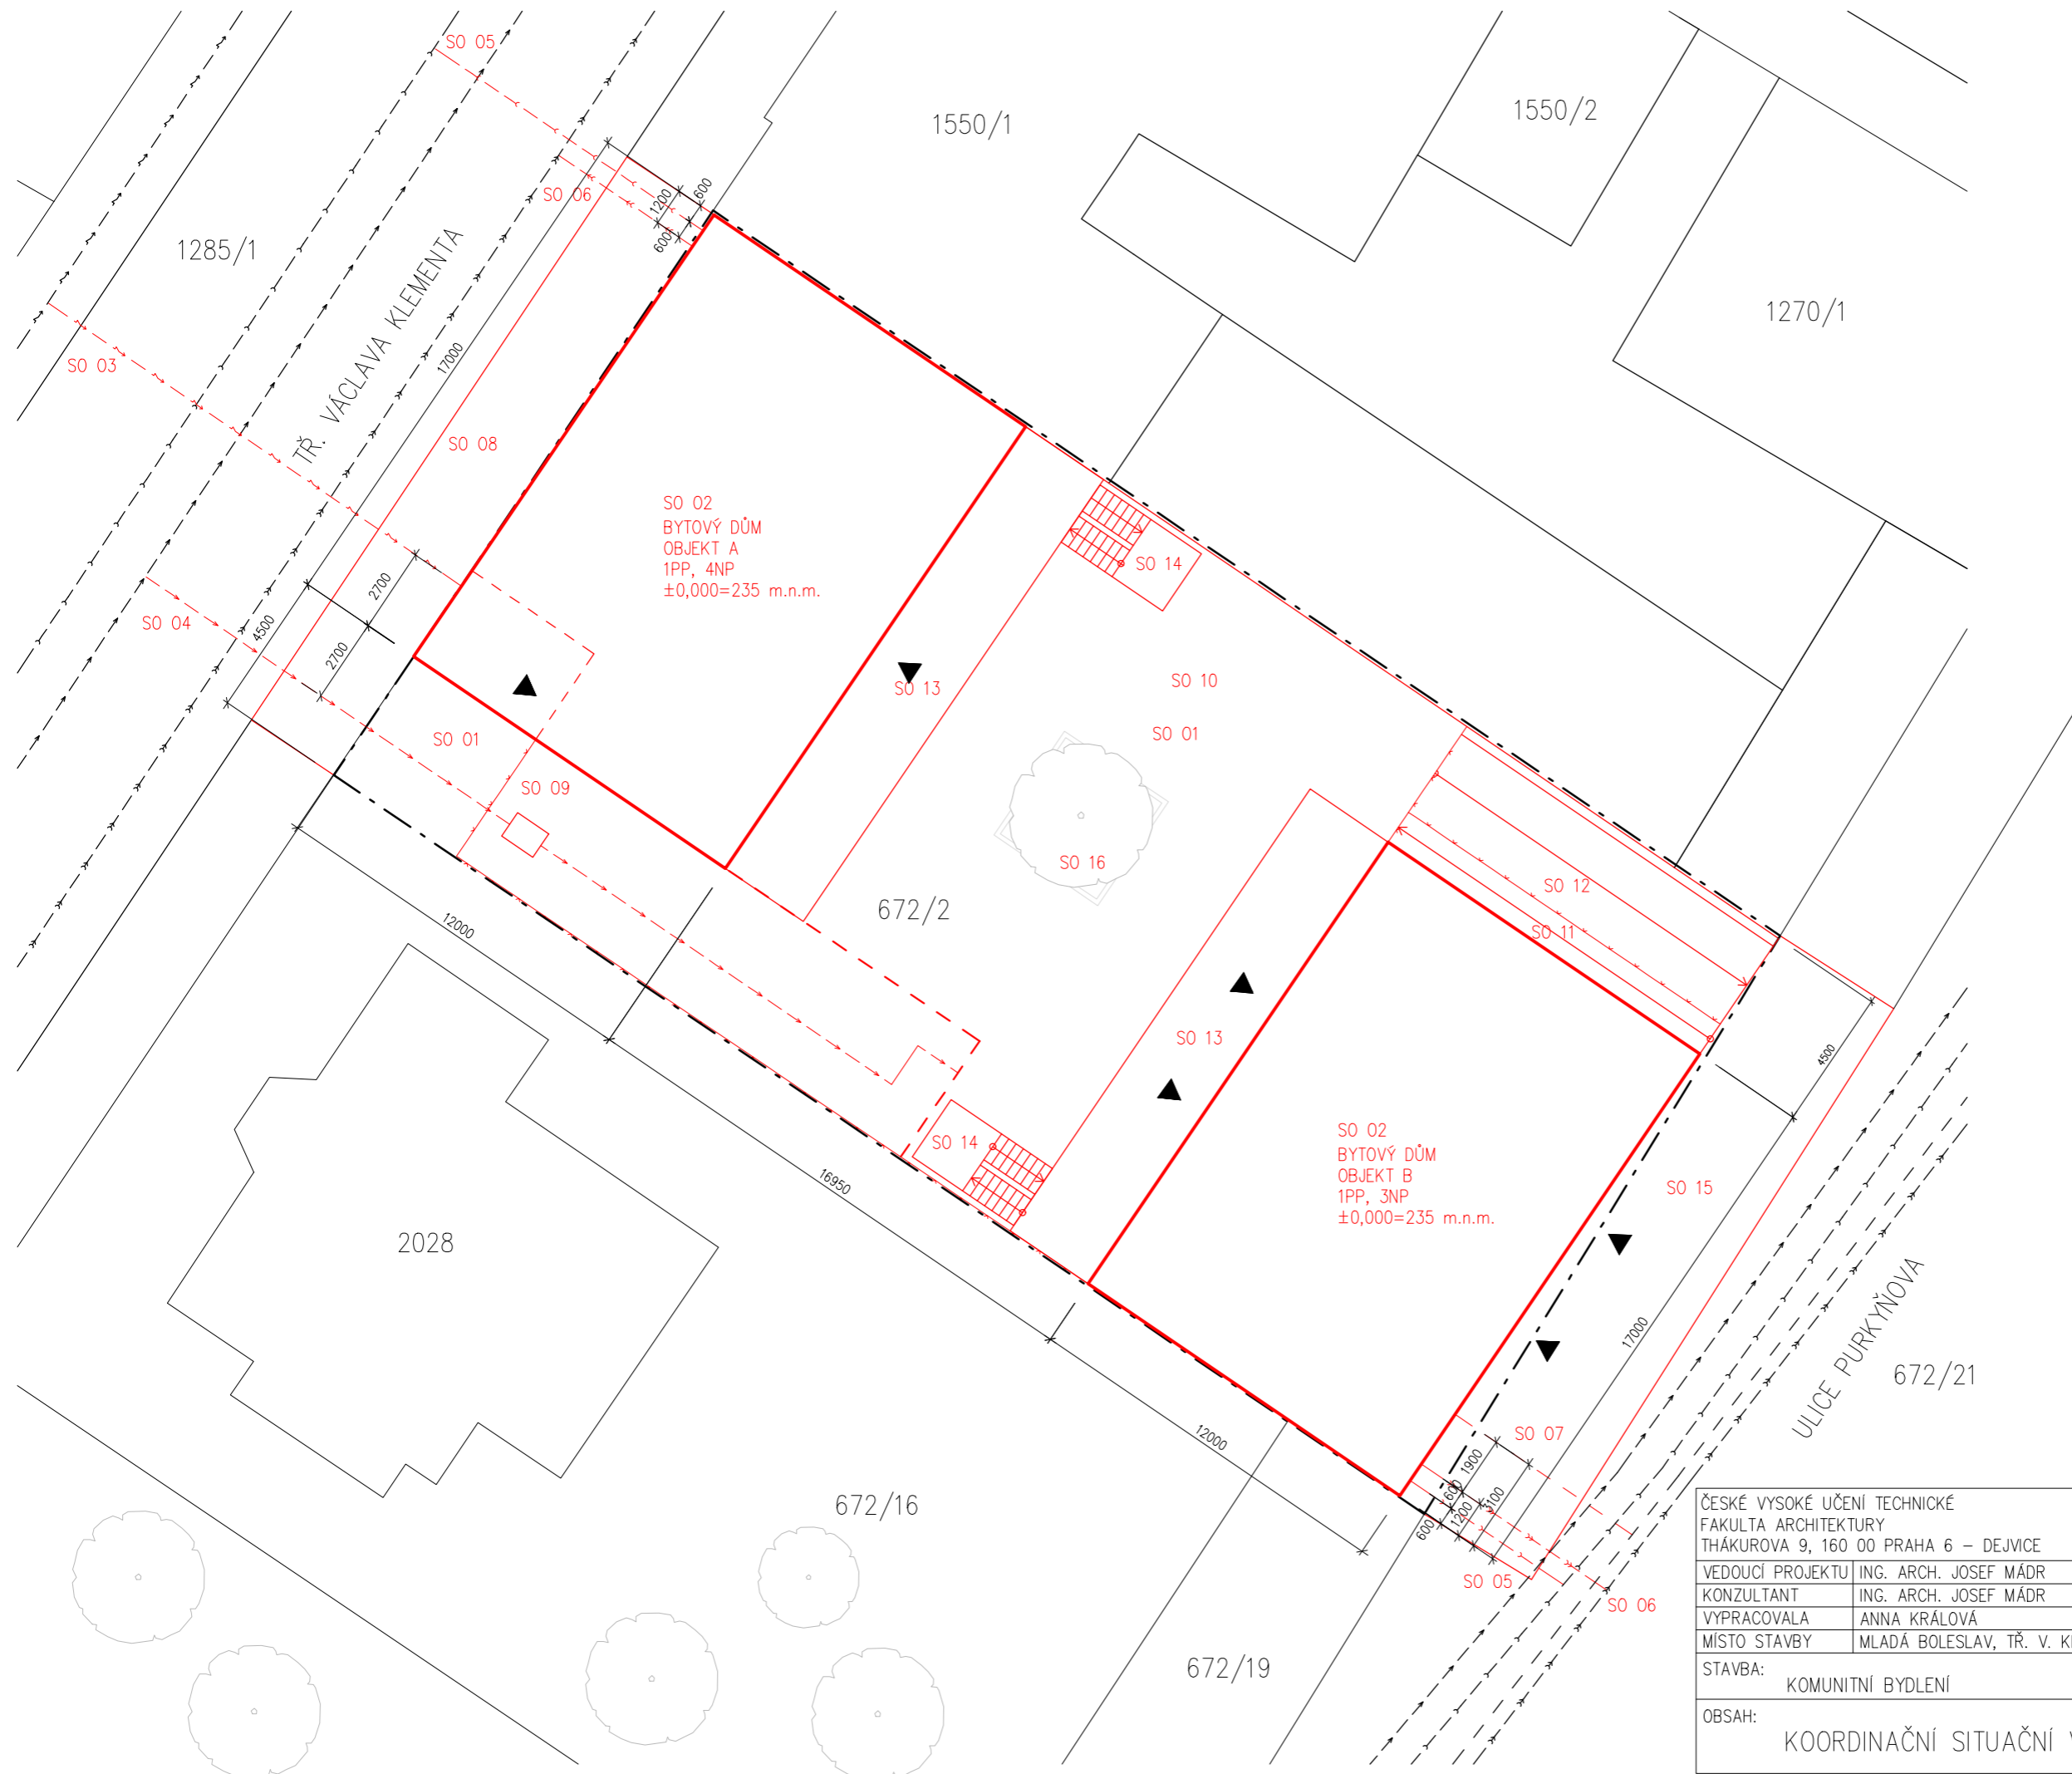 SO 05
1550/1
1550/2
SO 06
1200
600
600
1285/1
TŘ. VÁCLAVA KLEMENTA
1270/1
SO 03
17000
SO 08
SO 02
BYTOVÝ DŮM
OBJEKT A
1PP, 4NP
±0,000=235 m.n.m.
SO 14
2700
SO 04
4500
2700
SO 13
SO 10
SO 01
SO 01
SO 09
SO 16
SO 12
672/2
12000
SO 11
SO 13
4500
SO 14
SO 02
BYTOVÝ DŮM
OBJEKT B
1PP, 3NP
±0,000=235 m.n.m.
16950
SO 15
2028
17000
ULICE PURKYŇOVA
672/21
12000
SO 07
1900
600
3100
1200
600
672/16
SO 05
SO 06
672/19
ČESKÉ VYSOKÉ UČENÍ TECHNICKÉ
FAKULTA ARCHITEKTURY
THÁKUROVA 9, 160 00 PRAHA 6 – DEJVICE
VEDOUCÍ PROJEKTU ING. ARCH. JOSEF MÁDR
KONZULTANT ING. ARCH. JOSEF MÁDR
VYPRACOVALA ANNA KRÁLOVÁ
MÍSTO STAVBY MLADÁ BOLESLAV, TŘ. V.
STAVBA:
KOMUNITNÍ BYDLENÍ
OBSAH:
KOORDINAČNÍ SITUAČNÍ